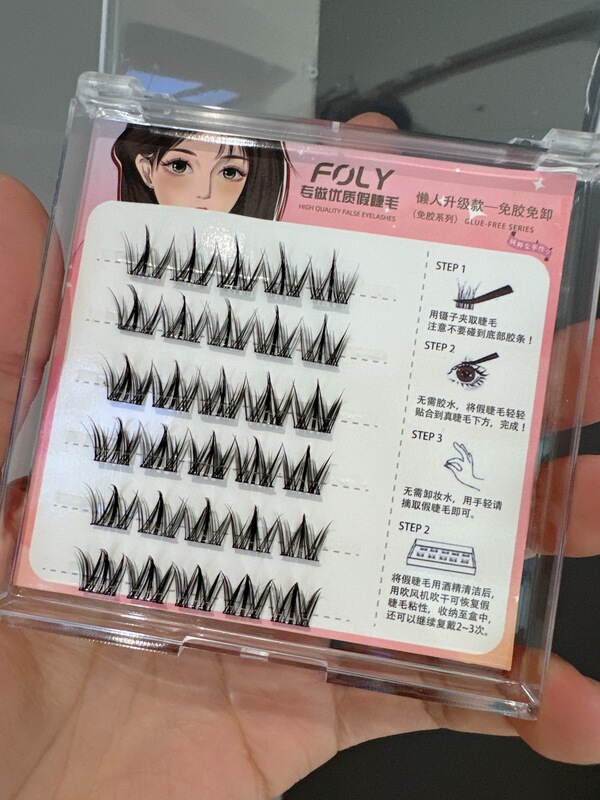 FOLY
专做优质假睫毛
HIGH QUALITY FALSE EYELASHES
懒人升级款—免胶免卸
（免胶系列）GLUE-FREE SERIES
纯粹な手作
STEP 1
用镊子夹取睫毛
注意不要碰到底部胶条！
STEP 2
无需胶水，将假睫毛轻轻
贴合到真睫毛下方，完成！
STEP 3
无需卸妆水，用手轻请
摘取假睫毛即可。
STEP 2
将假睫毛用酒精清洁后，
用吹风机吹干可恢复假
睫毛粘性，收纳至盒中，
还可以继续复戴2~3次。